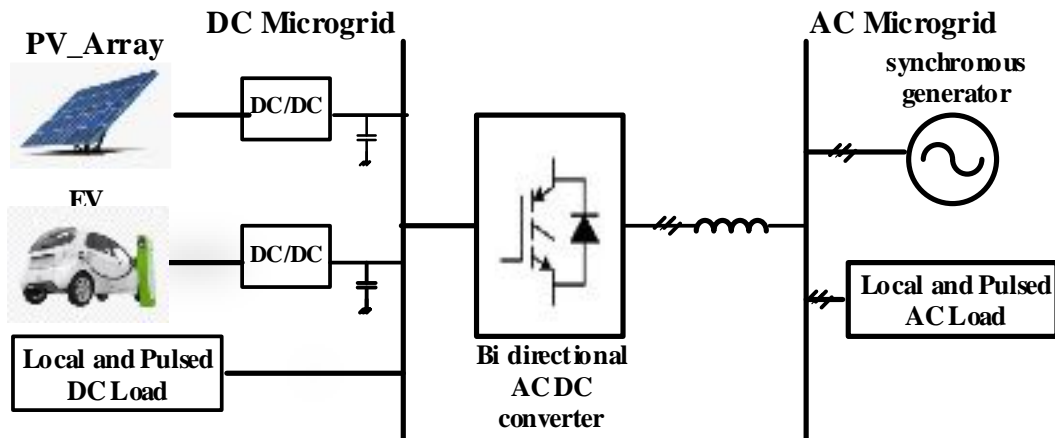 DC Microgrid
AC Microgrid
PV_Array
synchronous
generator
DC/DC
EV
DC/DC
Local and Pulsed
DC Load
Bi directional
AC DC
converter
Local and Pulsed
AC Load